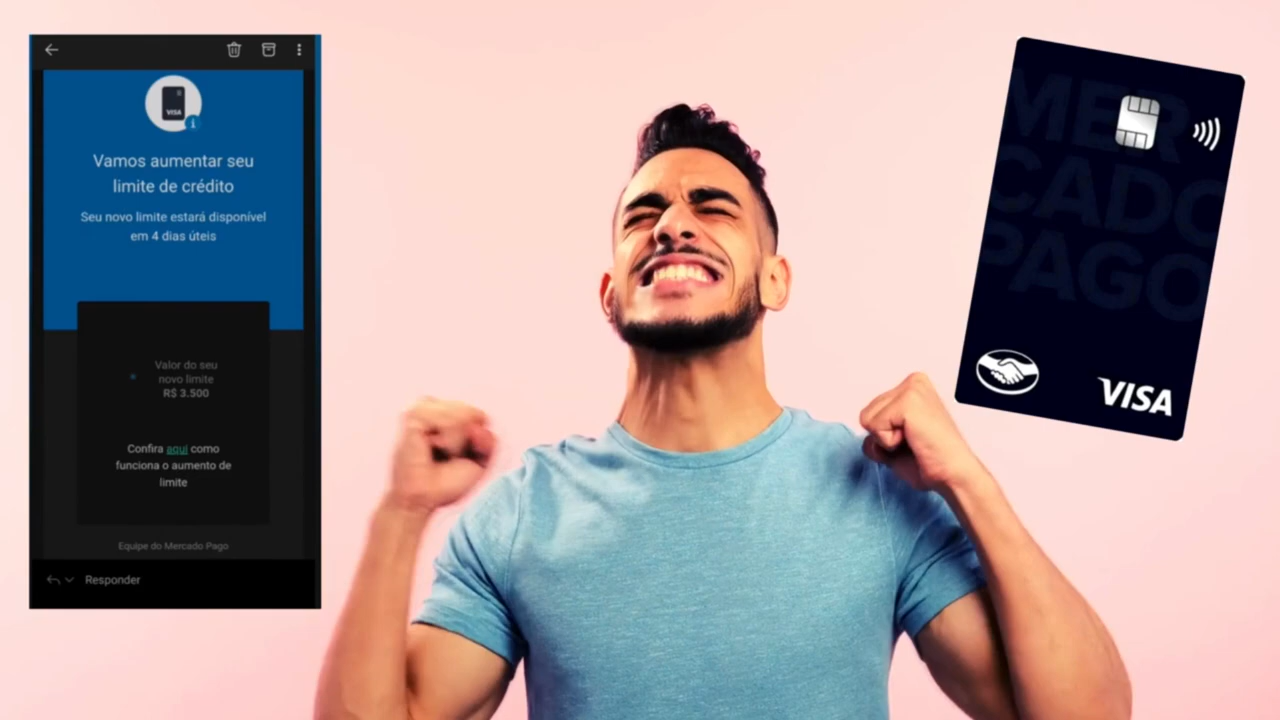 Vamos aumentar seu
limite de crédito
Seu novo limite estará disponível
em 4 dias úteis
Valor do seu
novo limite
R$ 3.500
Confira aqui como
funciona o aumento de
limite
Equipe do Mercado Pago
Responder
VISA
MER
CADO
PAGO
VISA